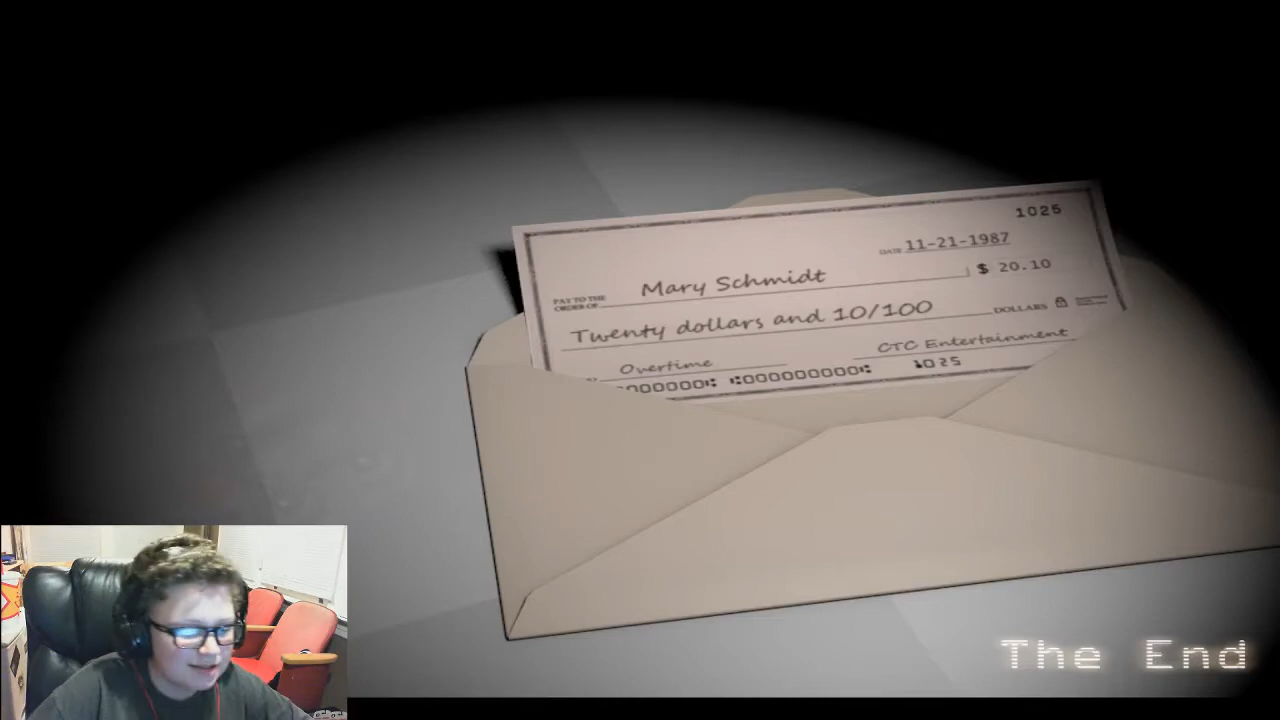 1025
DATE 11-21-1987
PAY TO THE
ORDER OF Mary Schmidt $ 20.10
Twenty dollars and 10/100 DOLLARS
Overtime CTC Entertainment
1025
The End